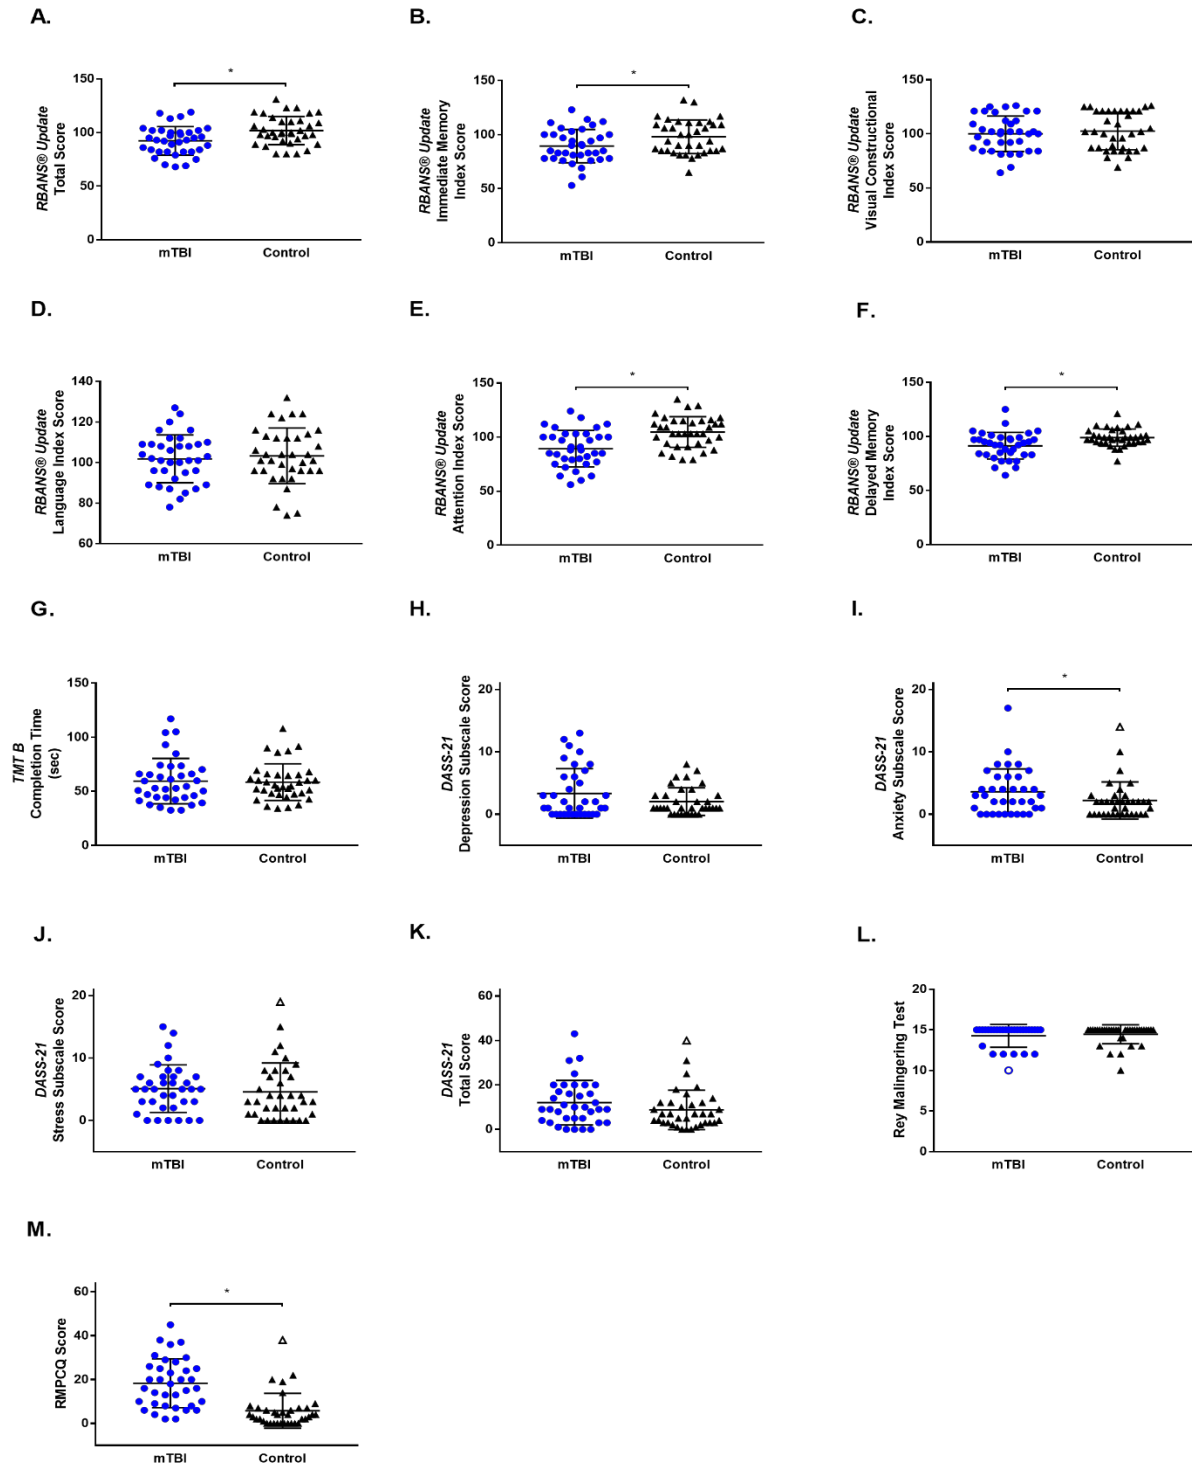 A.
RBANS® Update
Total Score
150
100
50
0
*
mTBI
Control
B.
RBANS® Update
Immediate Memory
Index Score
150
100
50
0
*
mTBI
Control
C.
RBANS® Update
Visual Constructional
Index Score
150
100
50
0
mTBI
Control
D.
RBANS® Update
Language Index Score
140
120
100
80
60
mTBI
Control
E.
RBANS® Update
Attention Index Score
150
100
50
0
*
mTBI
Control
F.
RBANS® Update
Delayed Memory
Index Score
150
100
50
0
*
mTBI
Control
G.
TMT B
Completion Time
(sec)
150
100
50
0
mTBI
Control
H.
DASS-21
Depression Subscale Score
20
10
0
mTBI
Control
I.
DASS-21
Anxiety Subscale Score
20
10
0
*
mTBI
Control
J.
DASS-21
Stress Subscale Score
20
10
0
mTBI
Control
K.
DASS-21
Total Score
60
40
20
0
mTBI
Control
L.
Rey Malingering Test
20
15
10
5
0
mTBI
Control
M.
RMPCQ Score
60
40
20
0
*
mTBI
Control